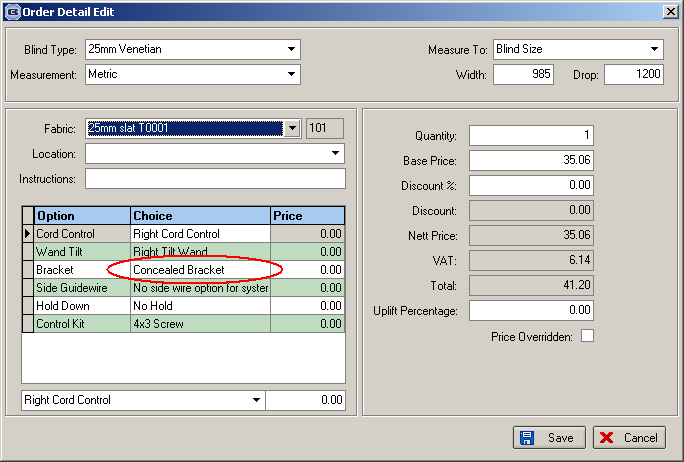 Order Detail Edit
Blind Type: 25mm Venetian Measure To: Blind Size
Measurement: Metric Width: 985 Drop: 1200
Fabric: 25mm slat T0001 101
Location:
Instructions:
Option Choice Price
Cord Control Right Cord Control 0.00
Wand Tilt Right Tilt Wand 0.00
Bracket Concealed Bracket 0.00
Side Guidewire No side wire option for syster 0.00
Hold Down No Hold 0.00
Control Kit 4x3 Screw 0.00
Right Cord Control 0.00
Quantity: 1
Base Price: 35.06
Discount %: 0.00
Discount: 0.00
Nett Price: 35.06
VAT: 6.14
Total: 41.20
Uplift Percentage: 0.00
Price Overridden:
Save Cancel